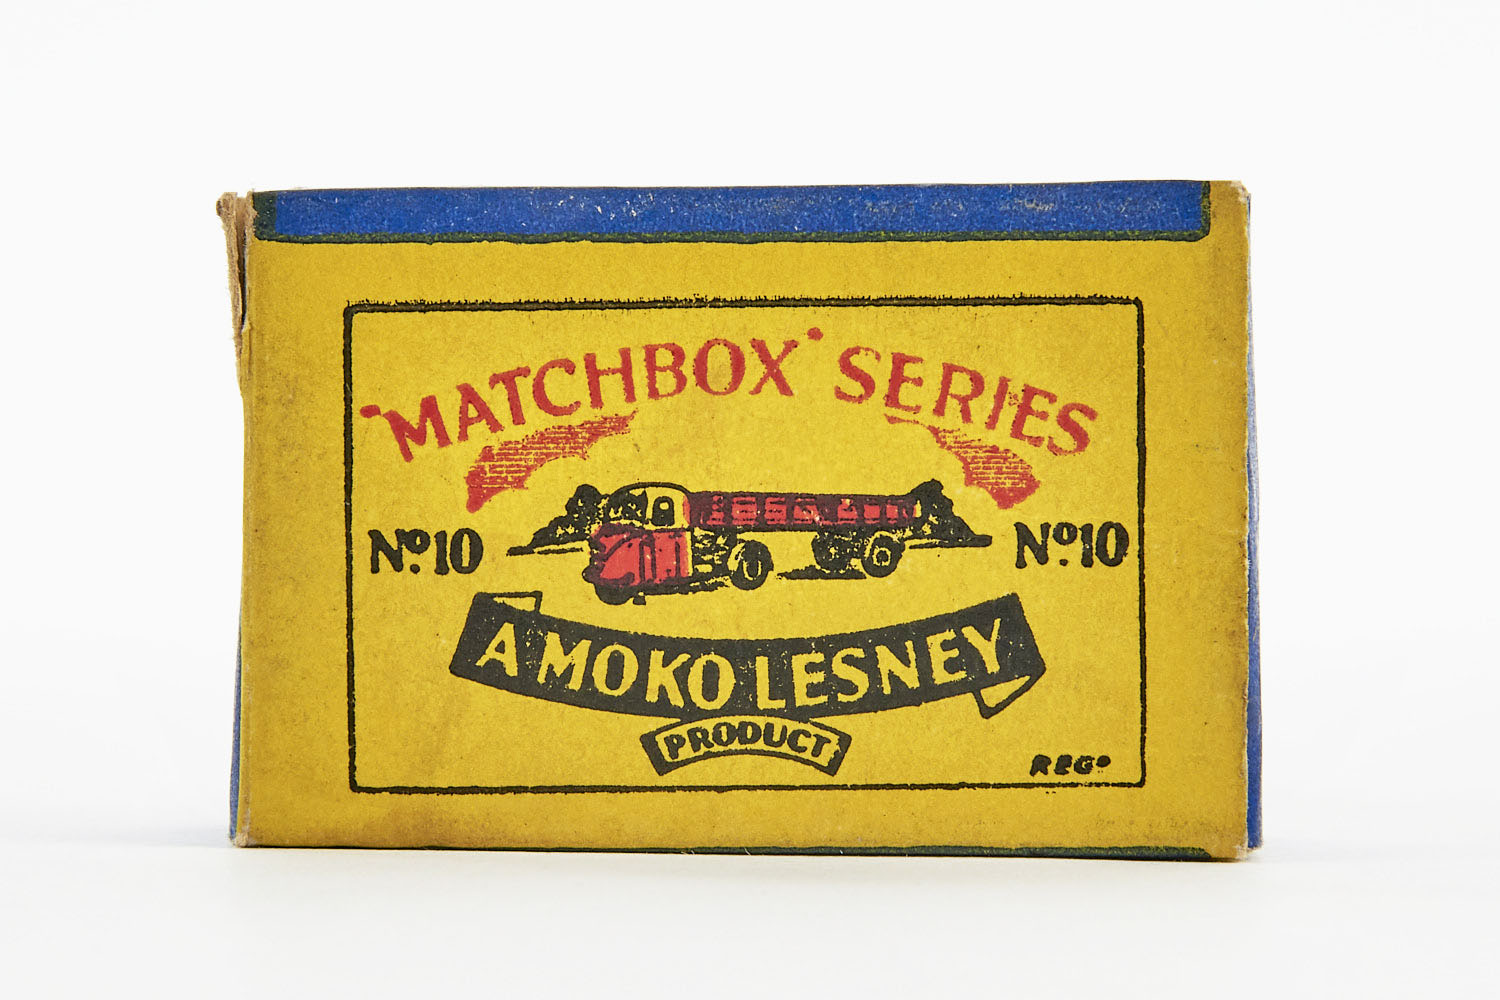 "MATCHBOX" SERIES
Nº10 Nº10
A MOKO LESNEY
PRODUCT
REGᴰ